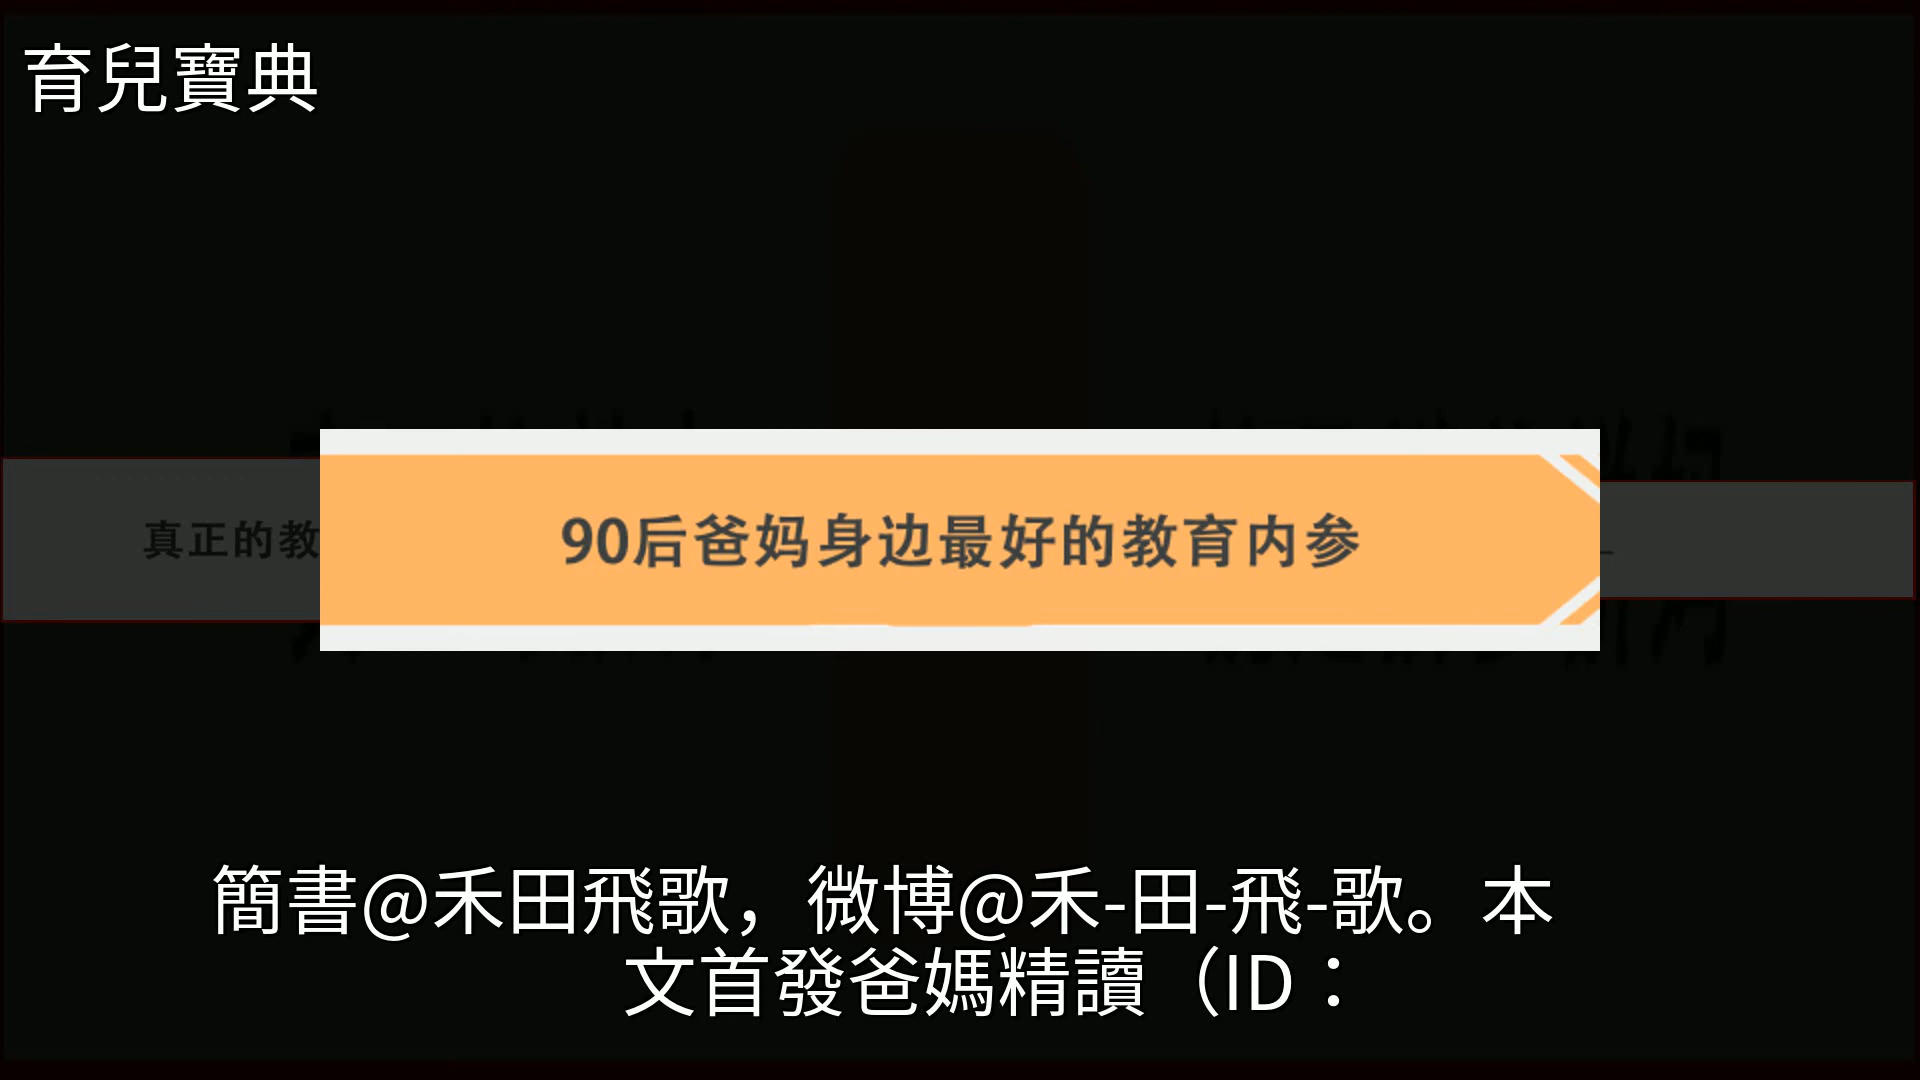 育兒寶典
真正的教
90后爸妈身边最好的教育内参
簡書@禾田飛歌，微博@禾-田-飛-歌。本
文首發爸媽精讀（ID：